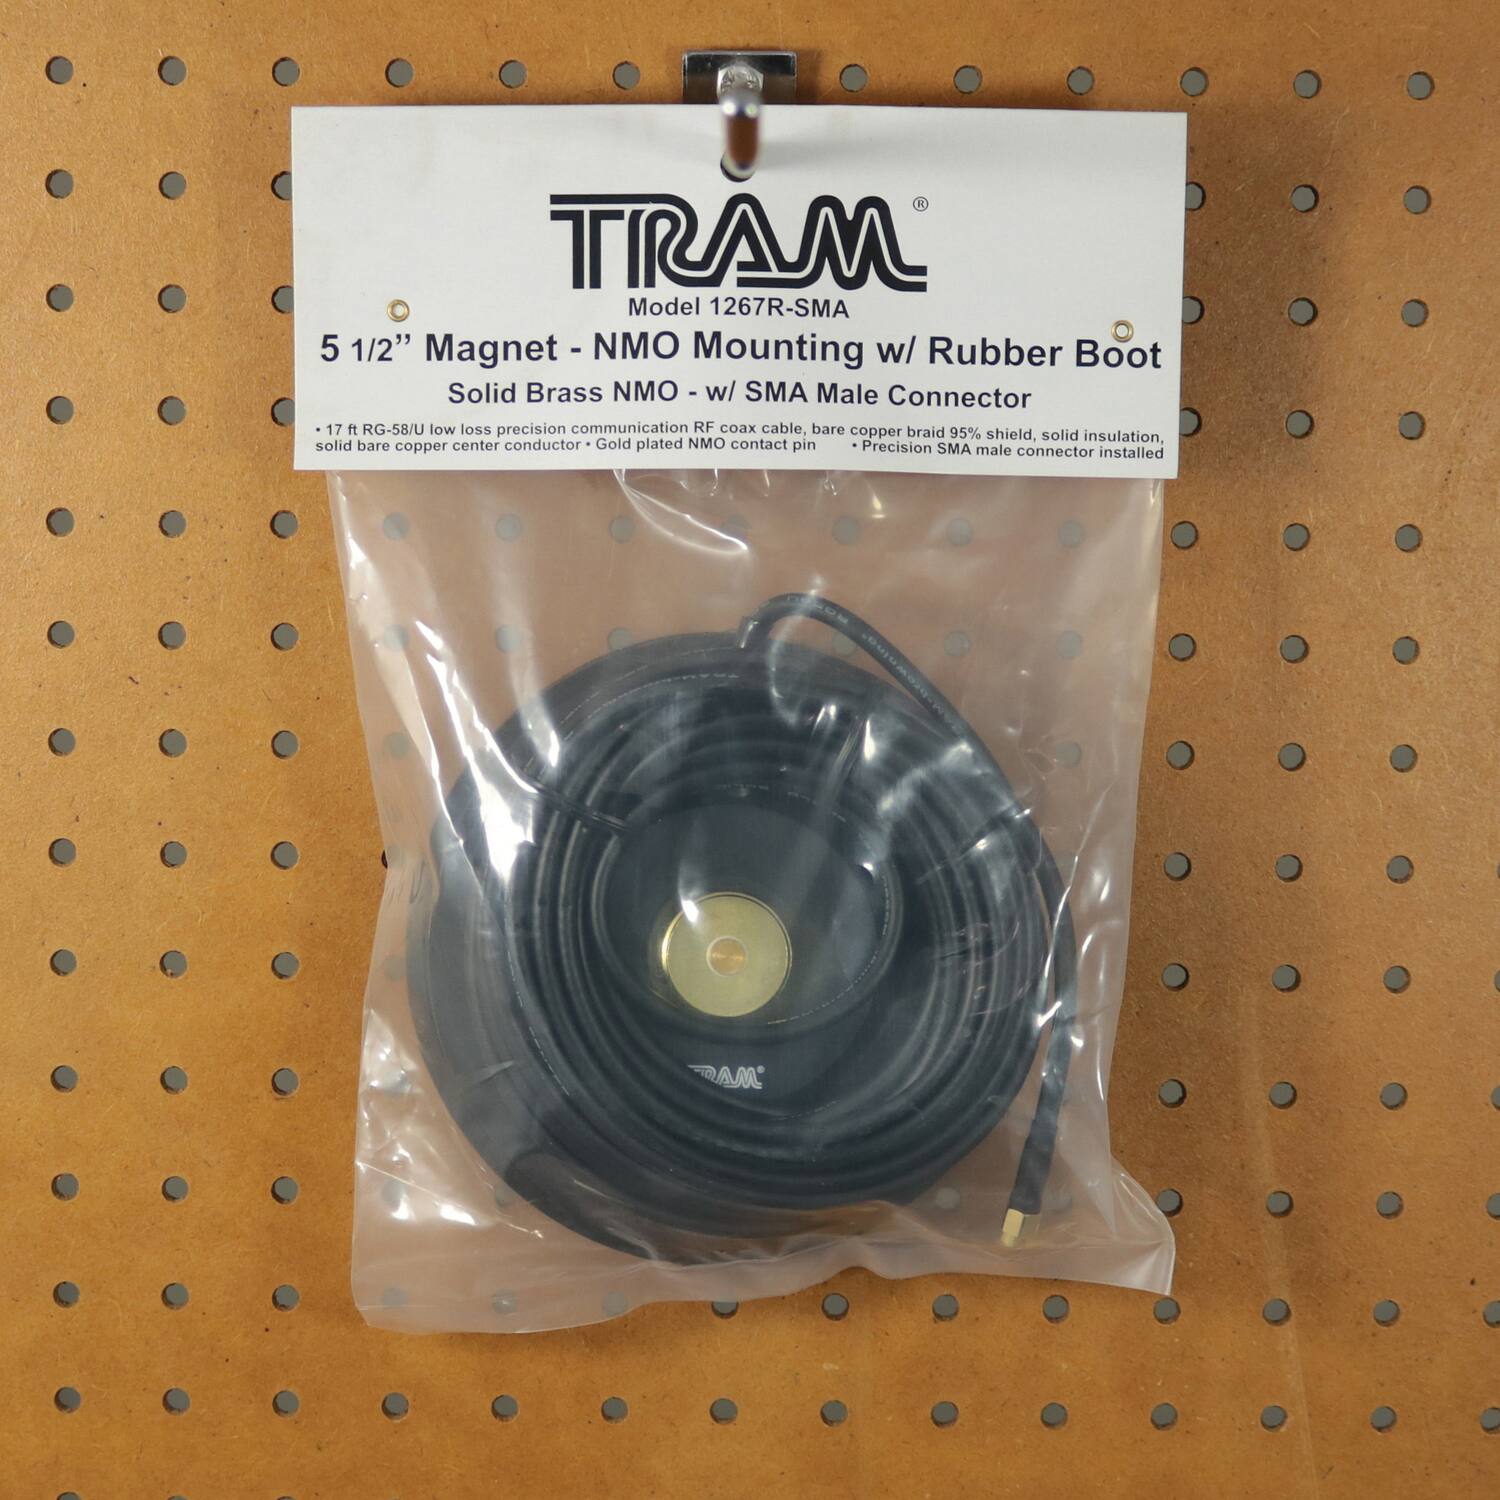 TRAM®
Model 1267R-SMA
5 1/2” Magnet - NMO Mounting w/ Rubber Boot
Solid Brass NMO - w/ SMA Male Connector
• 17 ft RG-58/U low loss precision communication RF coax cable, bare copper braid 95% shield, solid insulation,
solid bare copper center conductor • Gold plated NMO contact pin • Precision SMA male connector installed
TRAM-browning®
TRAM®